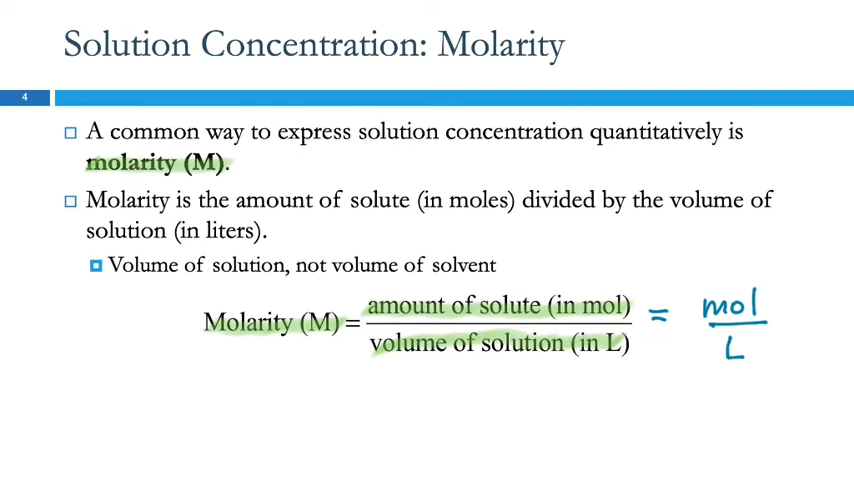 Solution Concentration: Molarity
4
A common way to express solution concentration quantitatively is
molarity (M).
Molarity is the amount of solute (in moles) divided by the volume of
solution (in liters).
Volume of solution, not volume of solvent
Molarity (M) = amount of solute (in mol) = mol
volume of solution (in L) L